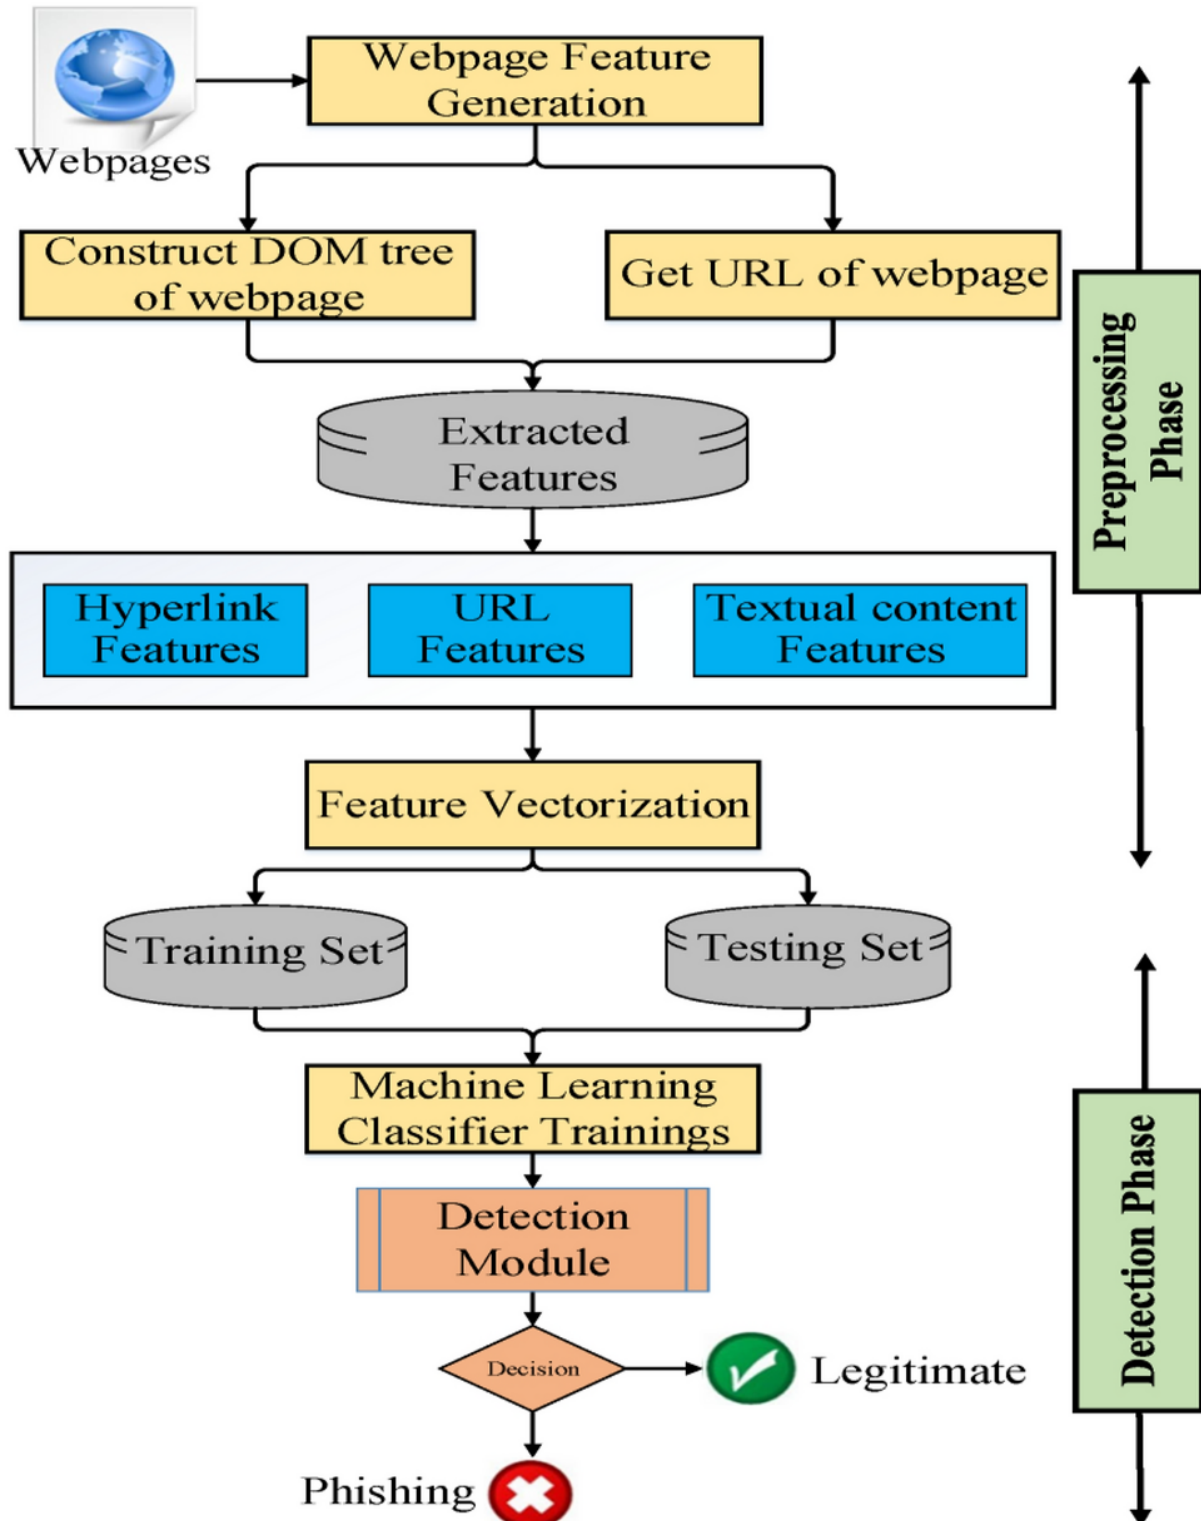 Webpage Feature
Generation
Webpages
Construct DOM tree
of webpage
Get URL of webpage
Extracted
Features
Hyperlink
Features
URL
Features
Textual content
Features
Feature Vectorization
Preprocessing
Phase
Training Set
Testing Set
Machine Learning
Classifier Trainings
Detection
Module
Decision
Legitimate
Phishing
Detection Phase